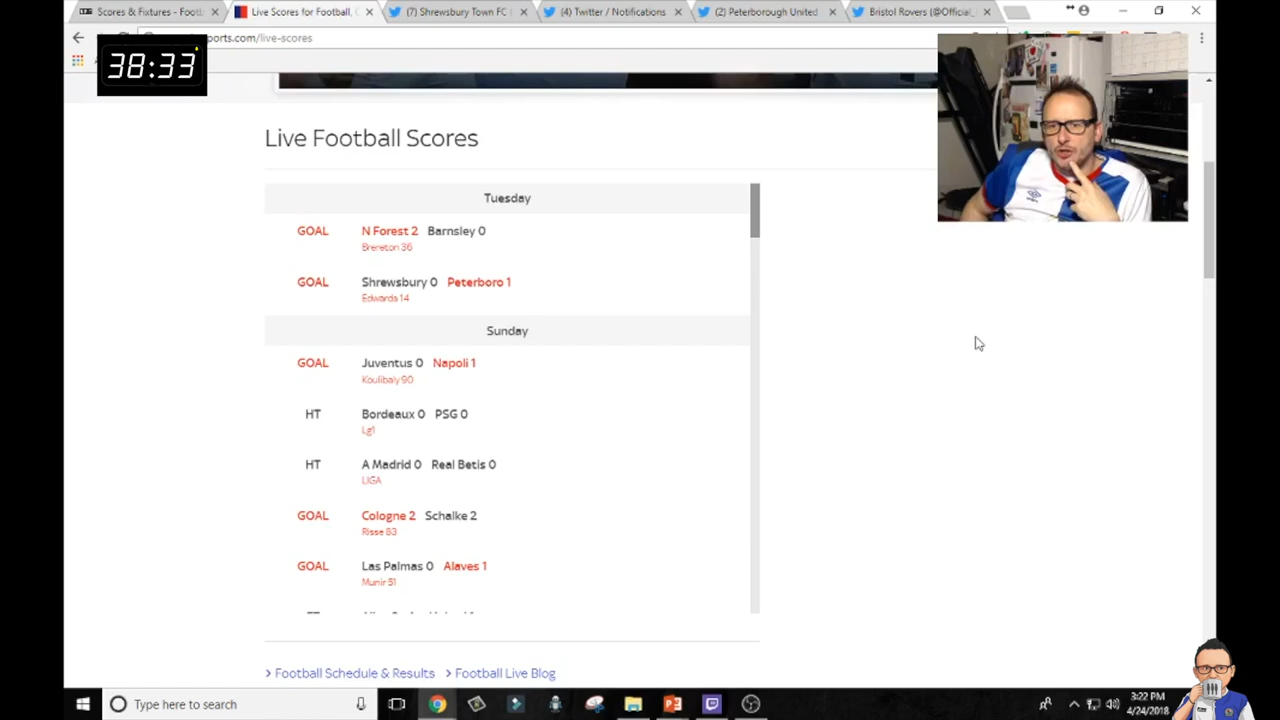 Scores & Fixtures - Footb
Live Scores for Football, C
(7) Shrewsbury Town FC
(4) Twitter / Notifications
(2) Peterborough United
Bristol Rovers (@Official_
ports.com/live-scores
38:33
Live Football Scores
Tuesday
GOAL N Forest 2 Barnsley 0
Brereton 36
GOAL Shrewsbury 0 Peterboro 1
Edwards 14
Sunday
GOAL Juventus 0 Napoli 1
Koulibaly 90
HT Bordeaux 0 PSG 0
Lg1
HT A Madrid 0 Real Betis 0
LIGA
GOAL Cologne 2 Schalke 2
Risse 83
GOAL Las Palmas 0 Alaves 1
Munir 51
> Football Schedule & Results > Football Live Blog
Type here to search
3:22 PM
4/24/2018